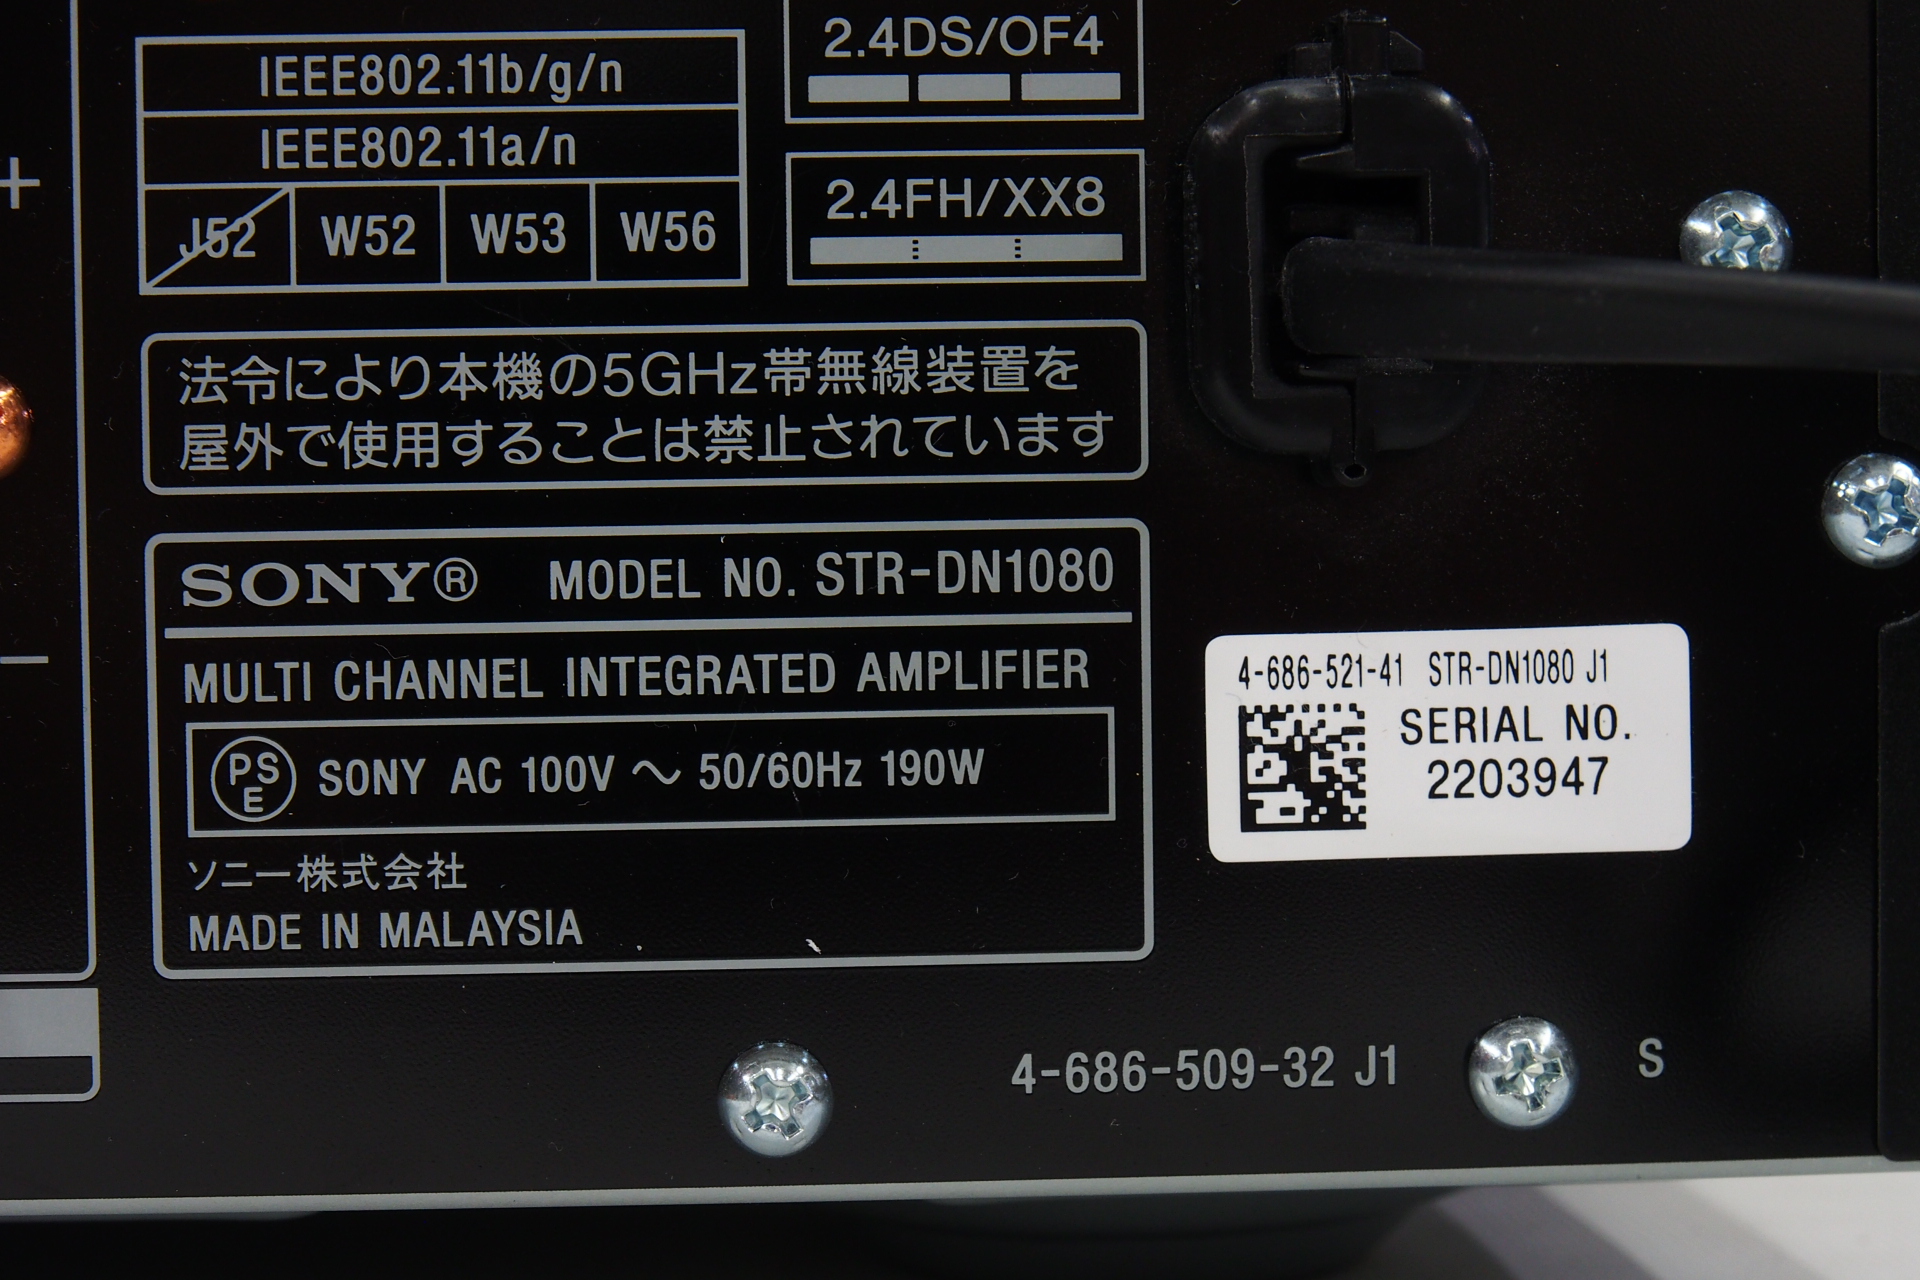 IEEE802.11b/g/n
IEEE802.11a/n
J52 W52 W53 W56
2.4DS/OF4
2.4FH/XX8
法令により本機の5GHz帯無線装置を
屋外で使用することは禁止されています
SONY® MODEL NO. STR-DN1080
MULTI CHANNEL INTEGRATED AMPLIFIER
PSE SONY AC 100V ～ 50/60Hz 190W
ソニー株式会社
MADE IN MALAYSIA
4-686-521-41 STR-DN1080 J1
SERIAL NO.
2203947
4-686-509-32 J1 S
+
−